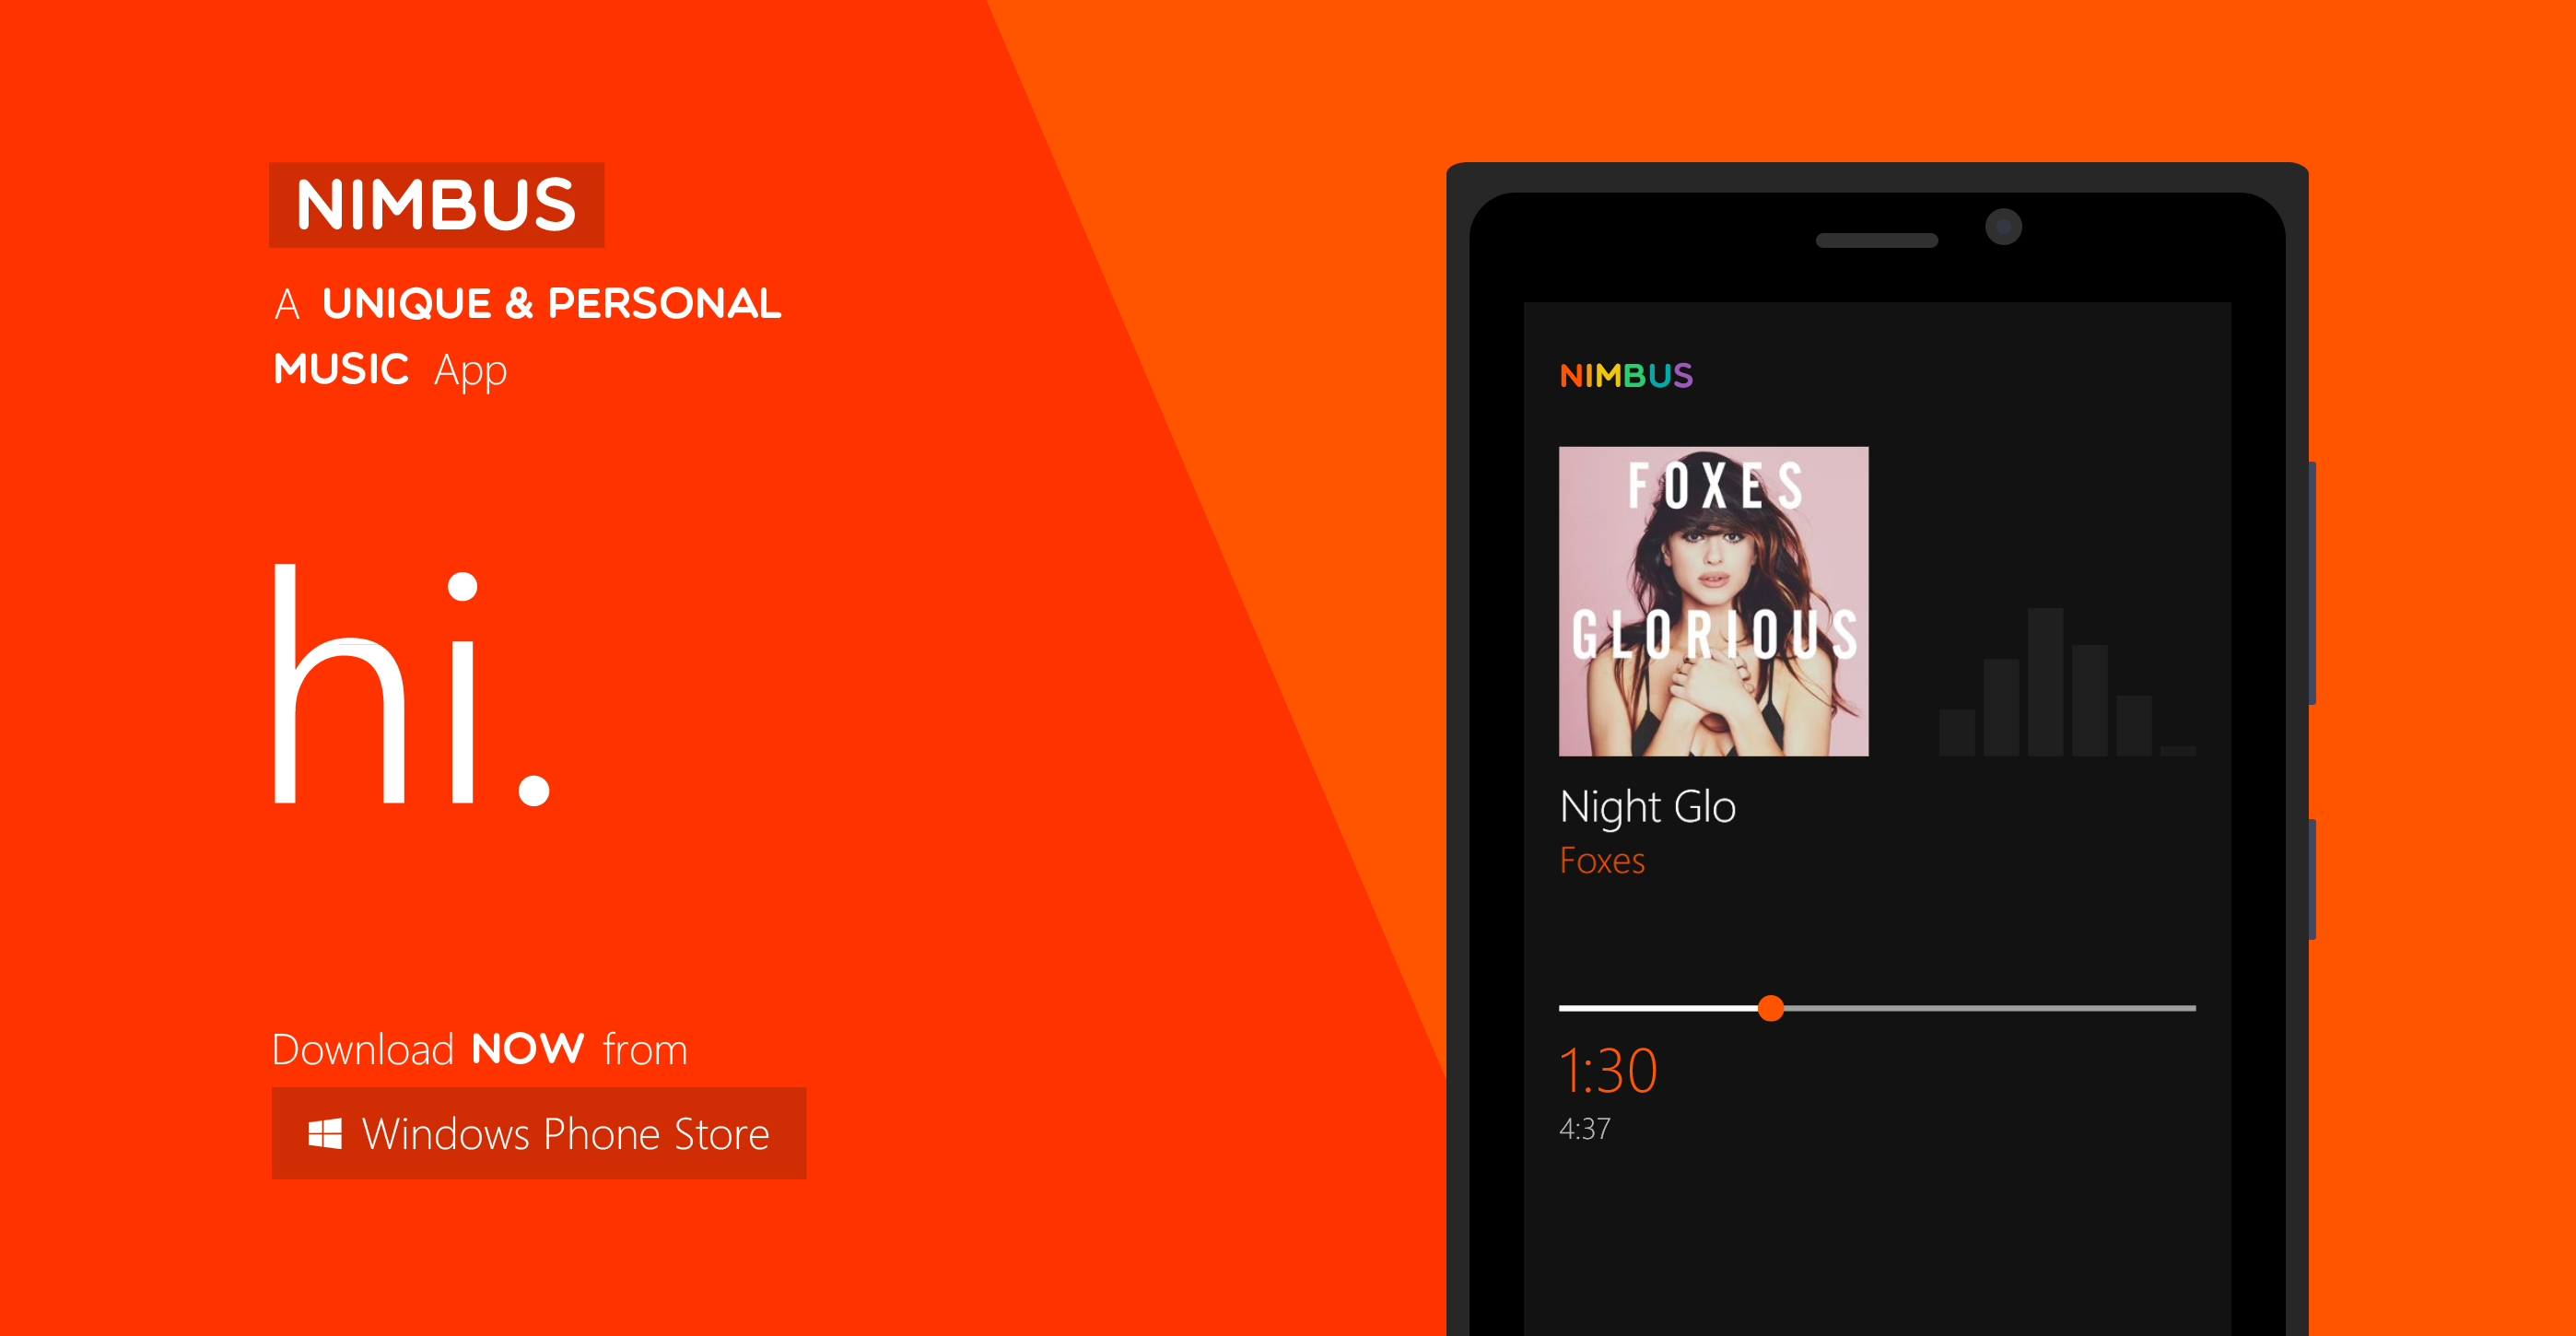 NIMBUS
A UNIQUE & PERSONAL
MUSIC App
hi.
Download NOW from
Windows Phone Store
NIMBUS
FOXES
GLORIOUS
Night Glo
Foxes
1:30
4:37